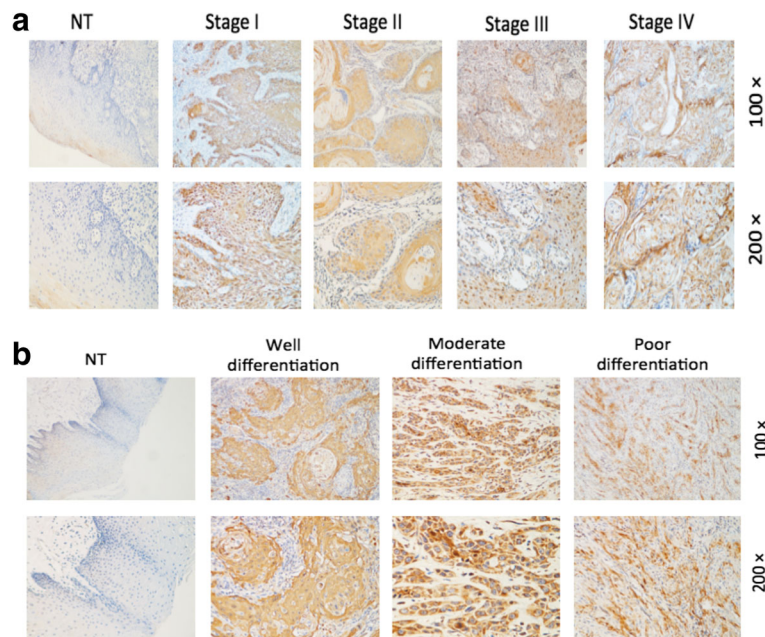 a
NT Stage I Stage II Stage III Stage IV
100 ×
200 ×
b
NT Well differentiation Moderate differentiation Poor differentiation
100 ×
200 ×